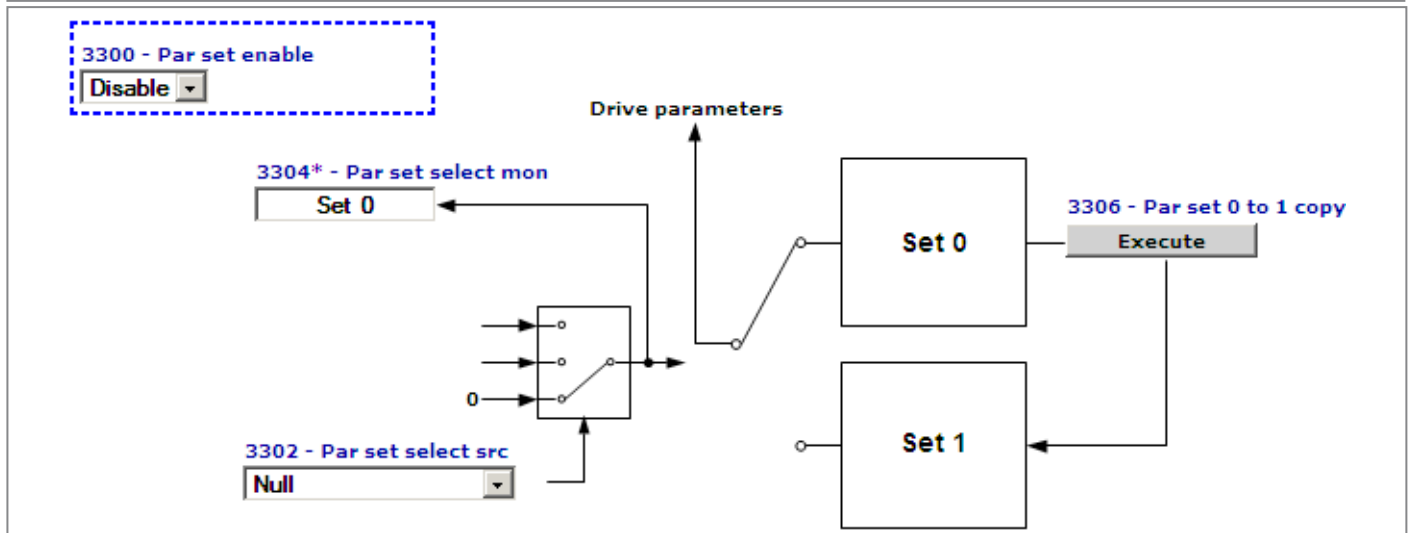 3300 - Par set enable
Disable
Drive parameters
3304* - Par set select mon
Set 0
Set 0
3306 - Par set 0 to 1 copy
Execute
0
3302 - Par set select src
Null
Set 1